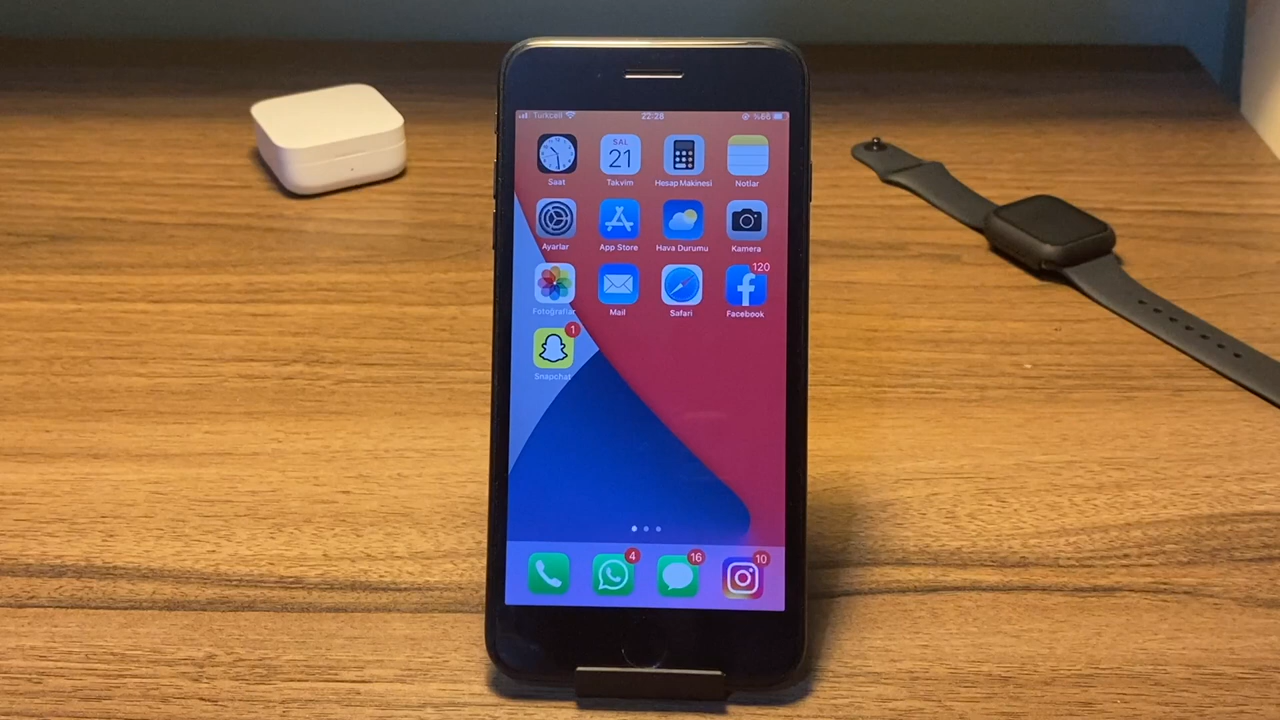 Turkcell 22:28 %66
SAL
21
Saat Takvim Hesap Makinesi Notlar
Ayarlar App Store Hava Durumu Kamera
120
Fotoğraflar Mail Safari Facebook
1
Snapchat
4 16 10